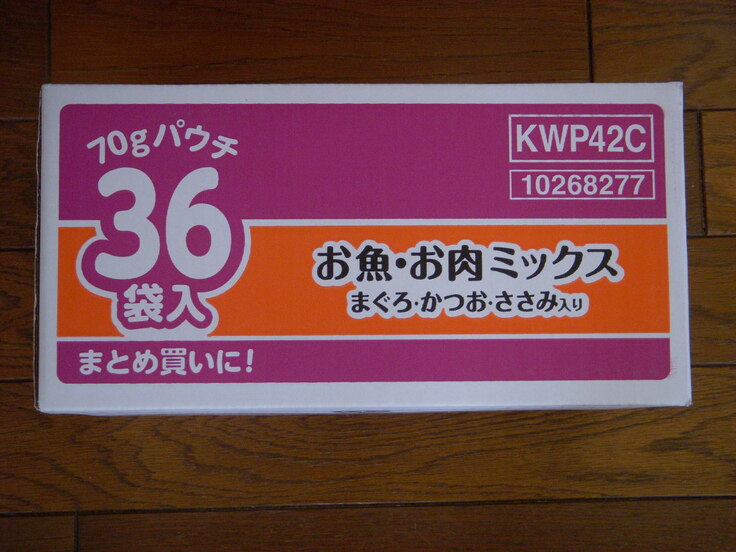 70gパウチ
36
袋入
まとめ買いに!
KWP42C
10268277
お魚・お肉ミックス
まぐろ・かつお・ささみ入り